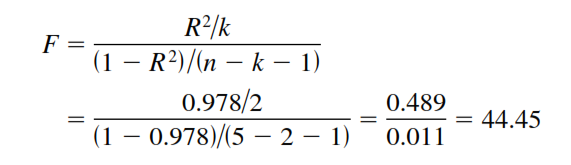 F = R²/k / (1 − R²)/(n − k − 1)
= 0.978/2 / (1 − 0.978)/(5 − 2 − 1) = 0.489 / 0.011 = 44.45